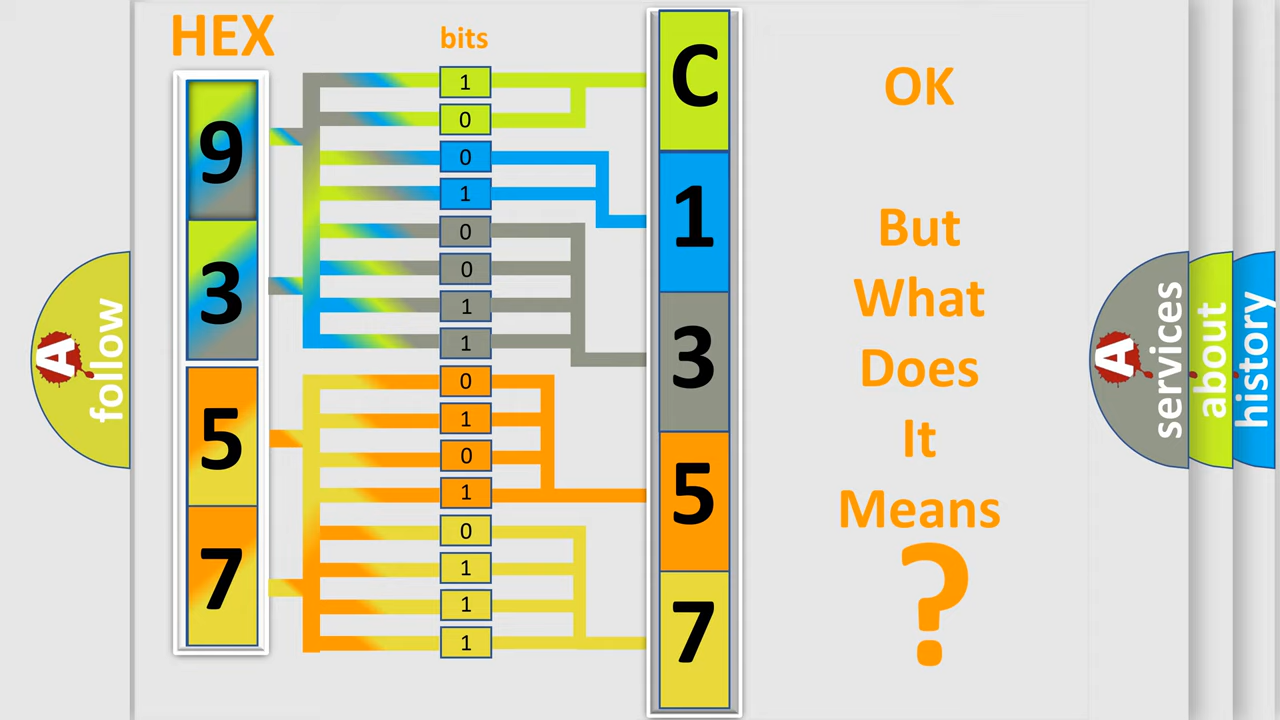 HEX
bits
9
3
5
7
1
0
0
1
0
0
1
1
0
1
0
1
0
1
1
1
C
1
3
5
7
OK
But
What
Does
It
Means
?
A
follow
A
services
about
history